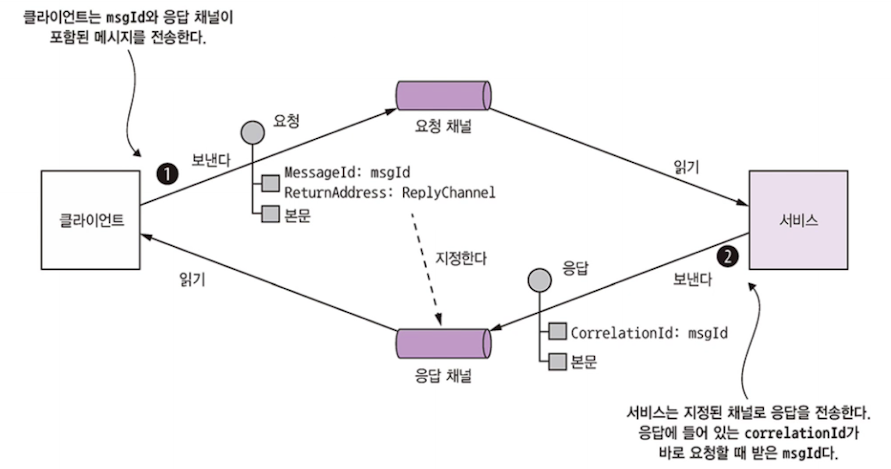 클라이언트는 msgId와 응답 채널이
포함된 메시지를 전송한다.
요청 채널
요청
1
보낸다
MessageId: msgId
ReturnAddress: ReplyChannel
본문
읽기
클라이언트
서비스
지정한다
2
응답
보낸다
읽기
CorrelationId: msgId
본문
응답 채널
서비스는 지정된 채널로 응답을 전송한다.
응답에 들어 있는 correlationId가
바로 요청할 때 받은 msgId다.